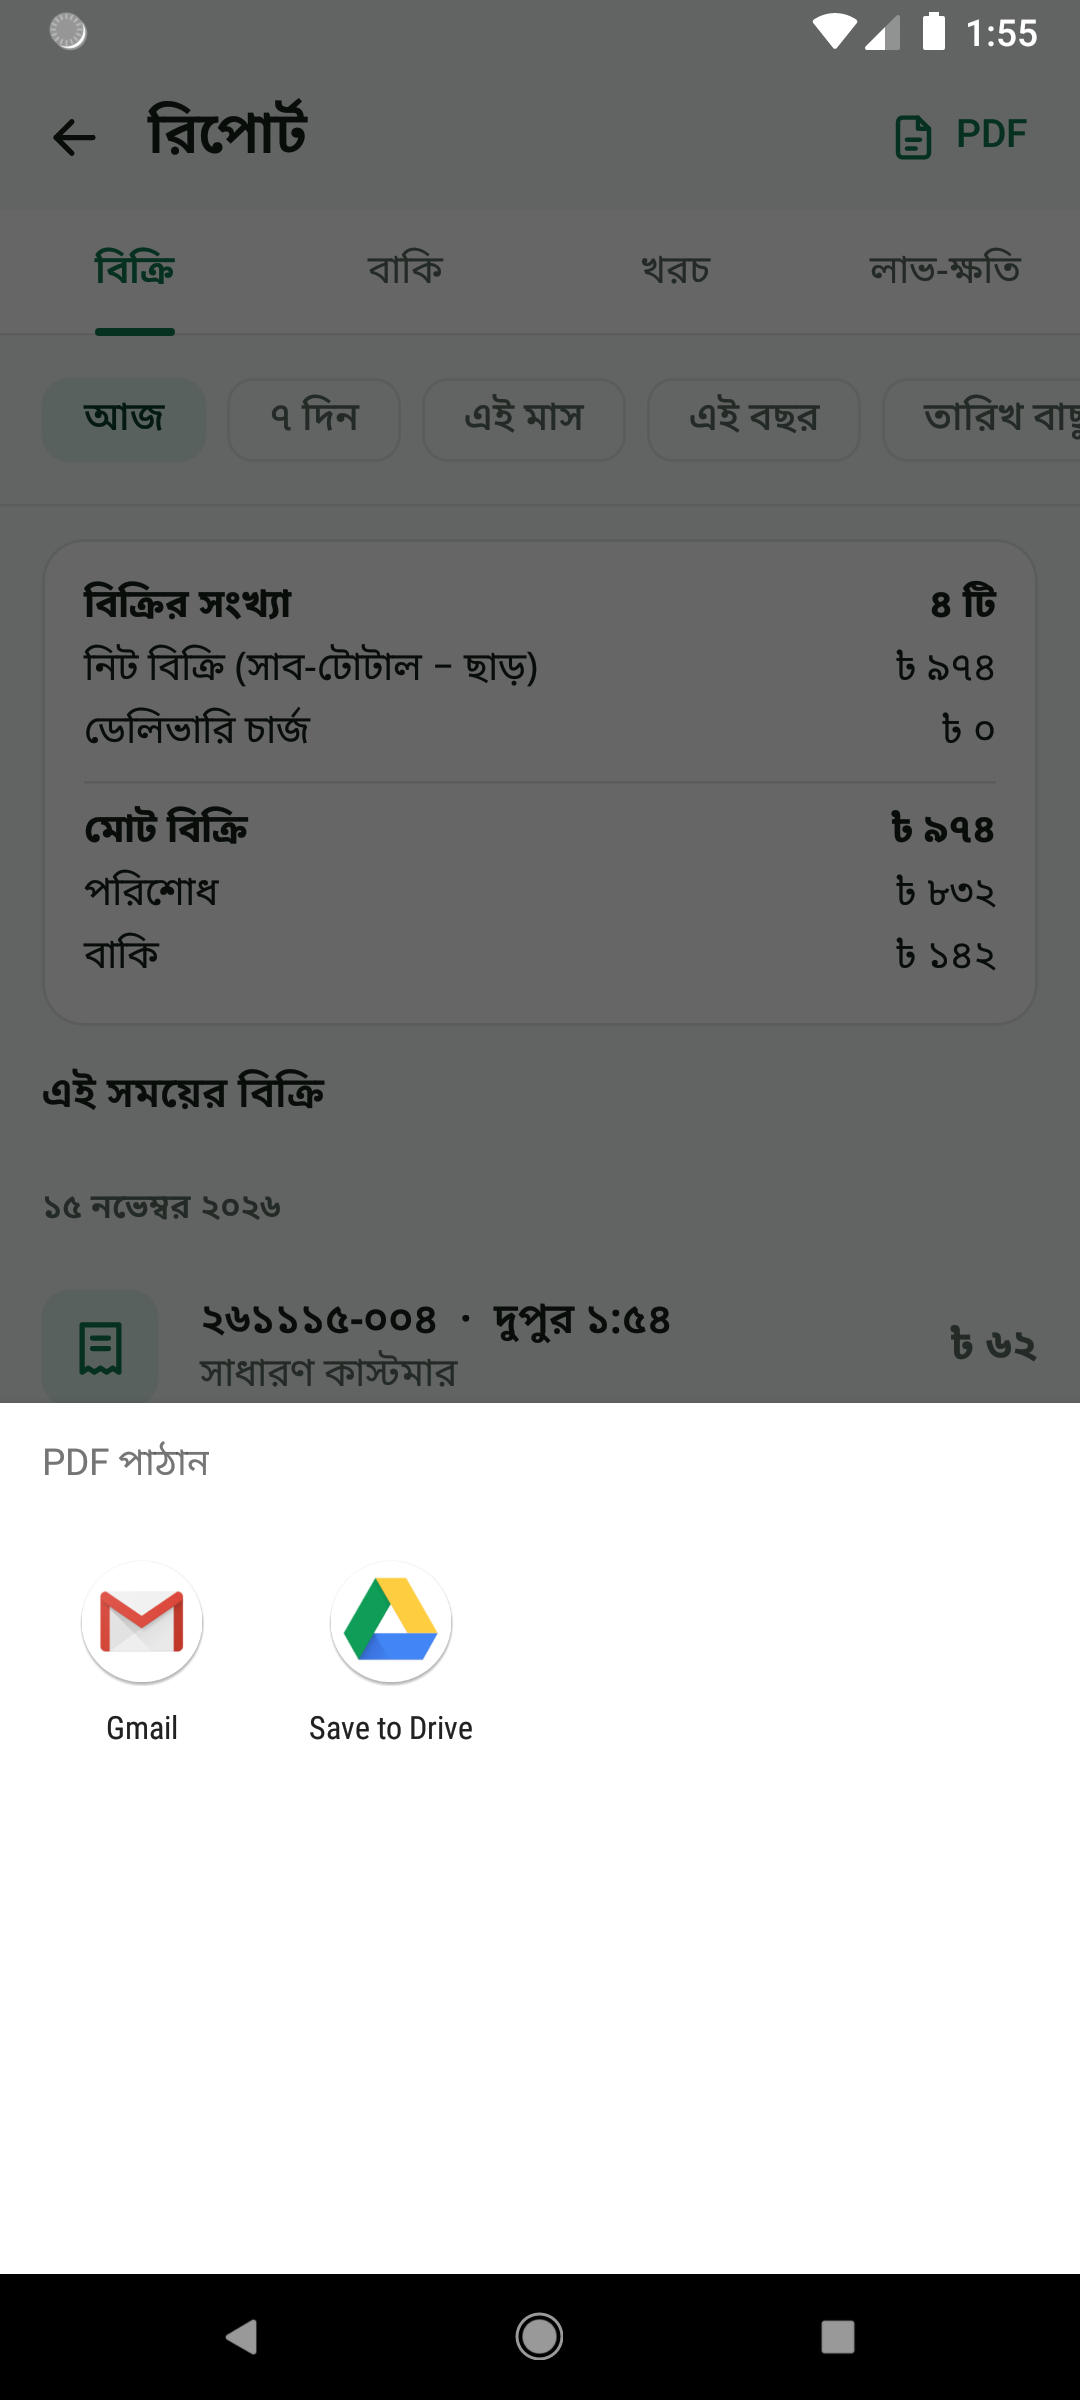 1:55
রিপোর্ট
PDF
বিক্রি বাকি খরচ লাভ-ক্ষতি
আজ ৭ দিন এই মাস এই বছর তারিখ
বিক্রির সংখ্যা ৪ টি
নিট বিক্রি (সাব-টোটাল – ছাড়) ৳ ৯৭৪
ডেলিভারি চার্জ ৳ ০
মোট বিক্রি ৳ ৯৭৪
পরিশোধ ৳ ৮৩২
বাকি ৳ ১৪২
এই সময়ের বিক্রি
১৫ নভেম্বর ২০২৬
২৬১১১৫-০০৪ · দুপুর ১:৫৪
৳ ৬২
সাধারণ কাস্টমার
PDF পাঠান
Gmail Save to Drive